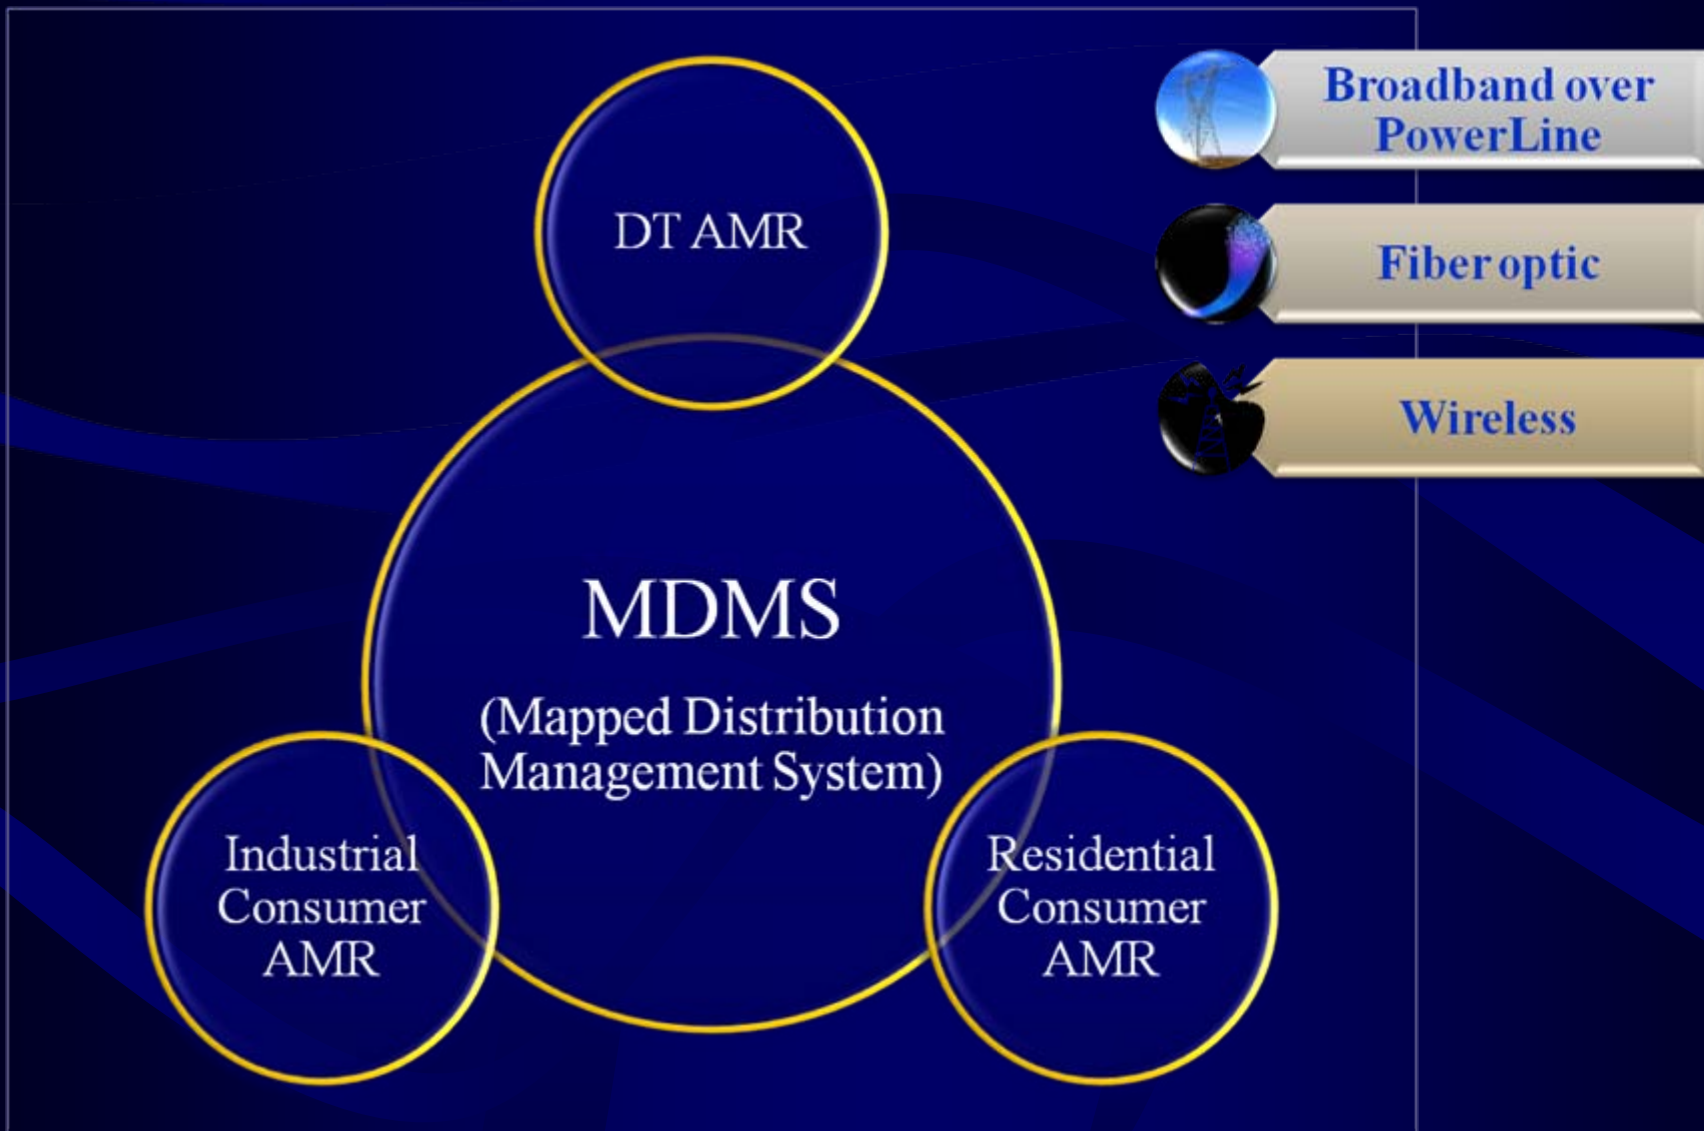 DT AMR
MDMS
(Mapped Distribution
Management System)
Industrial
Consumer
AMR
Residential
Consumer
AMR
Broadband over
PowerLine
Fiber optic
Wireless